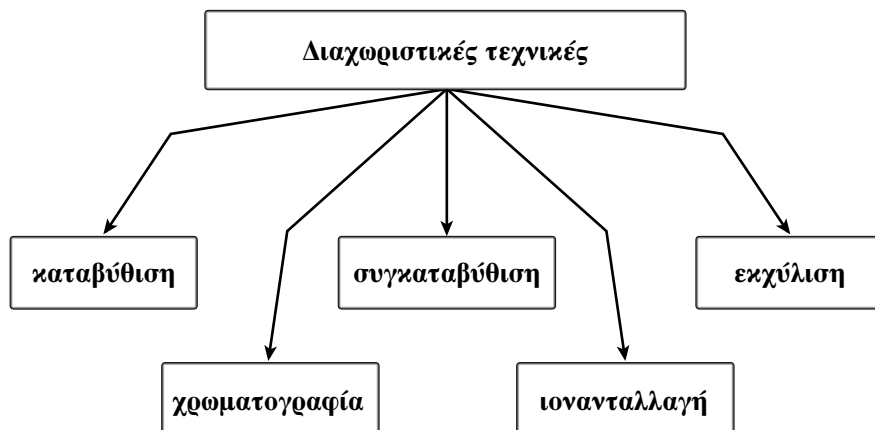 Διαχωριστικές τεχνικές
καταβύθιση
συγκαταβύθιση
εκχύλιση
χρωματογραφία
ιονανταλλαγή